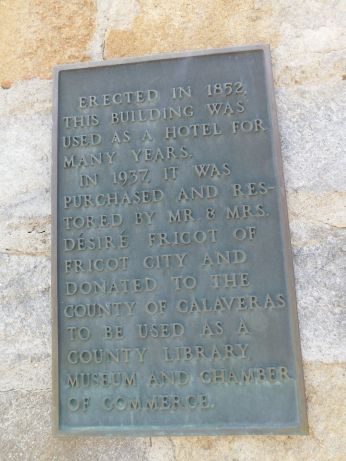 ERECTED IN 1852,
THIS BUILDING WAS
USED AS A HOTEL FOR
MANY YEARS.
IN 1937, IT WAS
PURCHASED AND RES-
TORED BY MR. & MRS.
DÉSIRÉ FRICOT OF
FRICOT CITY AND
DONATED TO THE
COUNTY OF CALAVERAS
TO BE USED AS A
COUNTY LIBRARY
MUSEUM AND CHAMBER
OF COMMERCE.